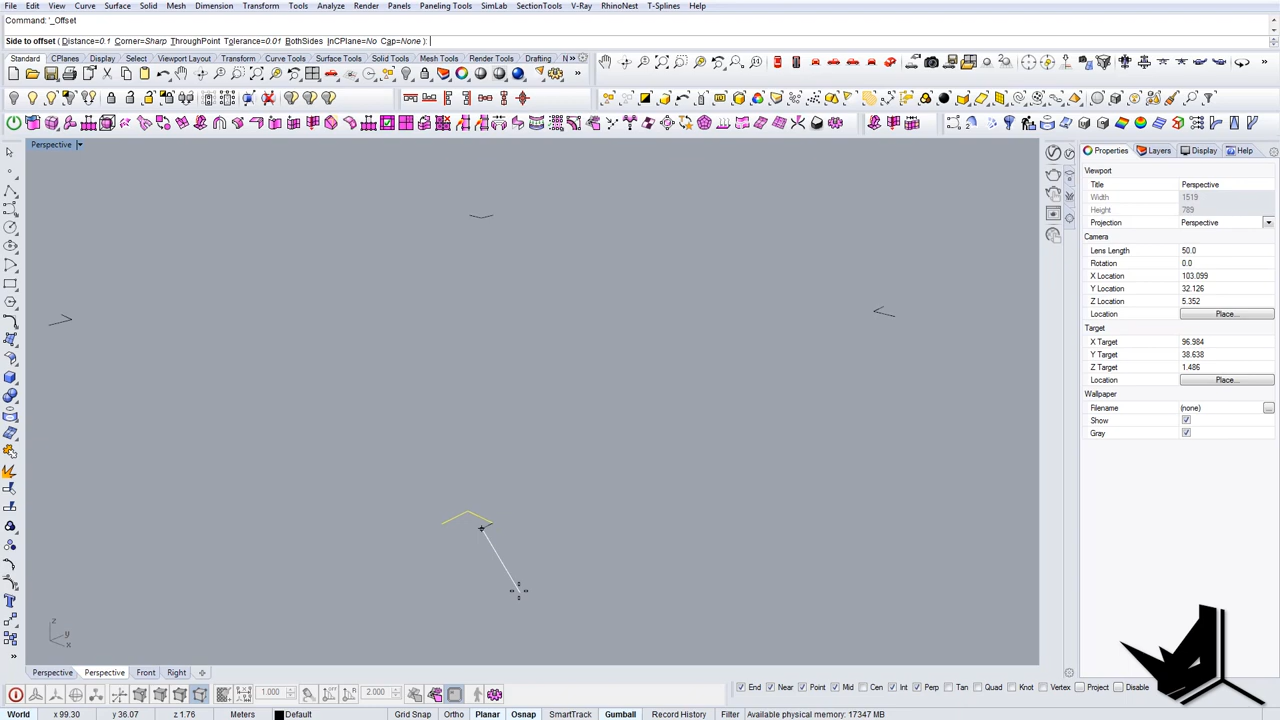 File Edit View Curve Surface Solid Mesh Dimension Transform Tools Analyze Render Panels Paneling Tools SimLab SectionTools V-Ray RhinoNest T-Splines Help
Command: '_Offset
Side to offset ( Distance=0.1 Corner=Sharp ThroughPoint Tolerance=0.01 BothSides InCPlane=No Cap=None ):
Standard CPlanes Display Select Viewport Layout Transform Curve Tools Surface Tools Solid Tools Mesh Tools Render Tools Drafting N »
Perspective
Properties Layers Display Help
Viewport
Title Perspective
Width 1519
Height 789
Projection Perspective
Camera
Lens Length 50.0
Rotation 0.0
X Location 103.099
Y Location 32.126
Z Location 5.352
Location Place...
Target
X Target 96.984
Y Target 38.638
Z Target 1.486
Location Place...
Wallpaper
Filename (none) ...
Show
Gray
z
y
x
Perspective Perspective Front Right
1.000 2.000 End Near Point Mid Cen Int Perp Tan Quad Knot Vertex Project Disable
World x 99.30 y 36.07 z 1.76 Meters Default Grid Snap Ortho Planar Osnap SmartTrack Gumball Record History Filter Available physical memory: 17347 MB